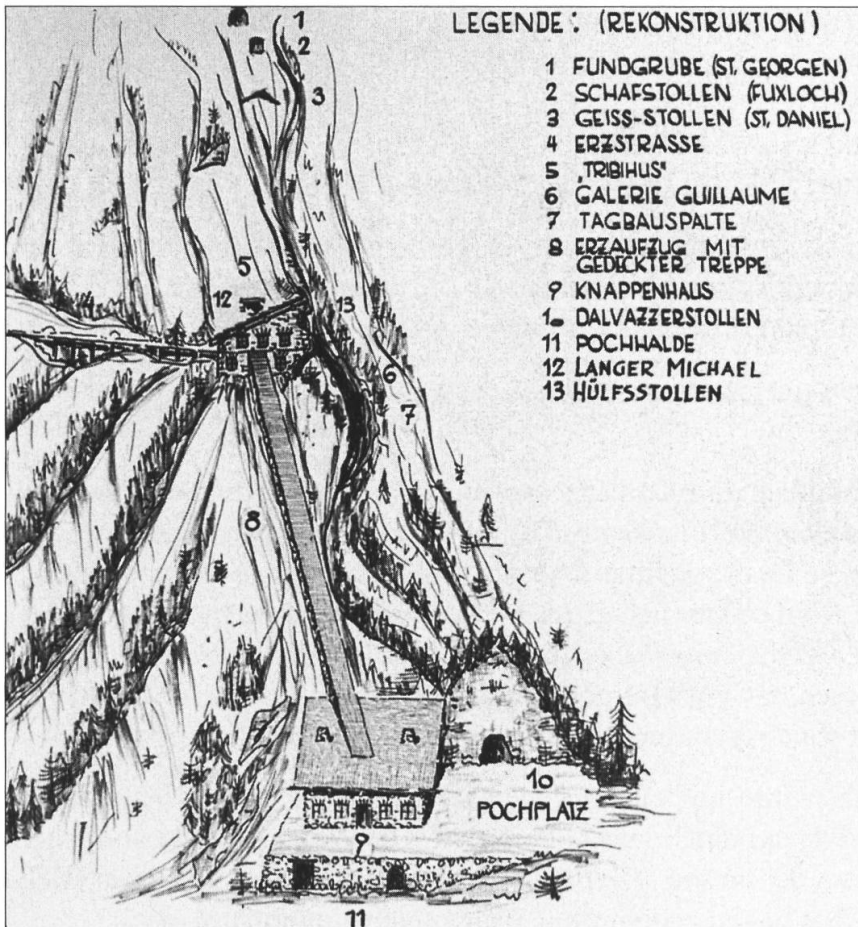 LEGENDE: (REKONSTRUKTION)
1 FUNDGRUBE (ST. GEORGEN)
2 SCHAFSTOLLEN (FUXLOCH)
3 GEISS-STOLLEN (ST. DANIEL)
4 ERZSTRASSE
5 „TRIBIHUS"
6 GALERIE GUILLAUME
7 TAGBAUSPALTE
8 ERZAUFZUG MIT
GEDECKTER TREPPE
9 KNAPPENHAUS
10 DALVAZZERSTOLLEN
11 POCHHALDE
12 LANGER MICHAEL
13 HÜLFSSTOLLEN
1
2
3
5
12
13
6
7
8
10
POCHPLATZ
9
11